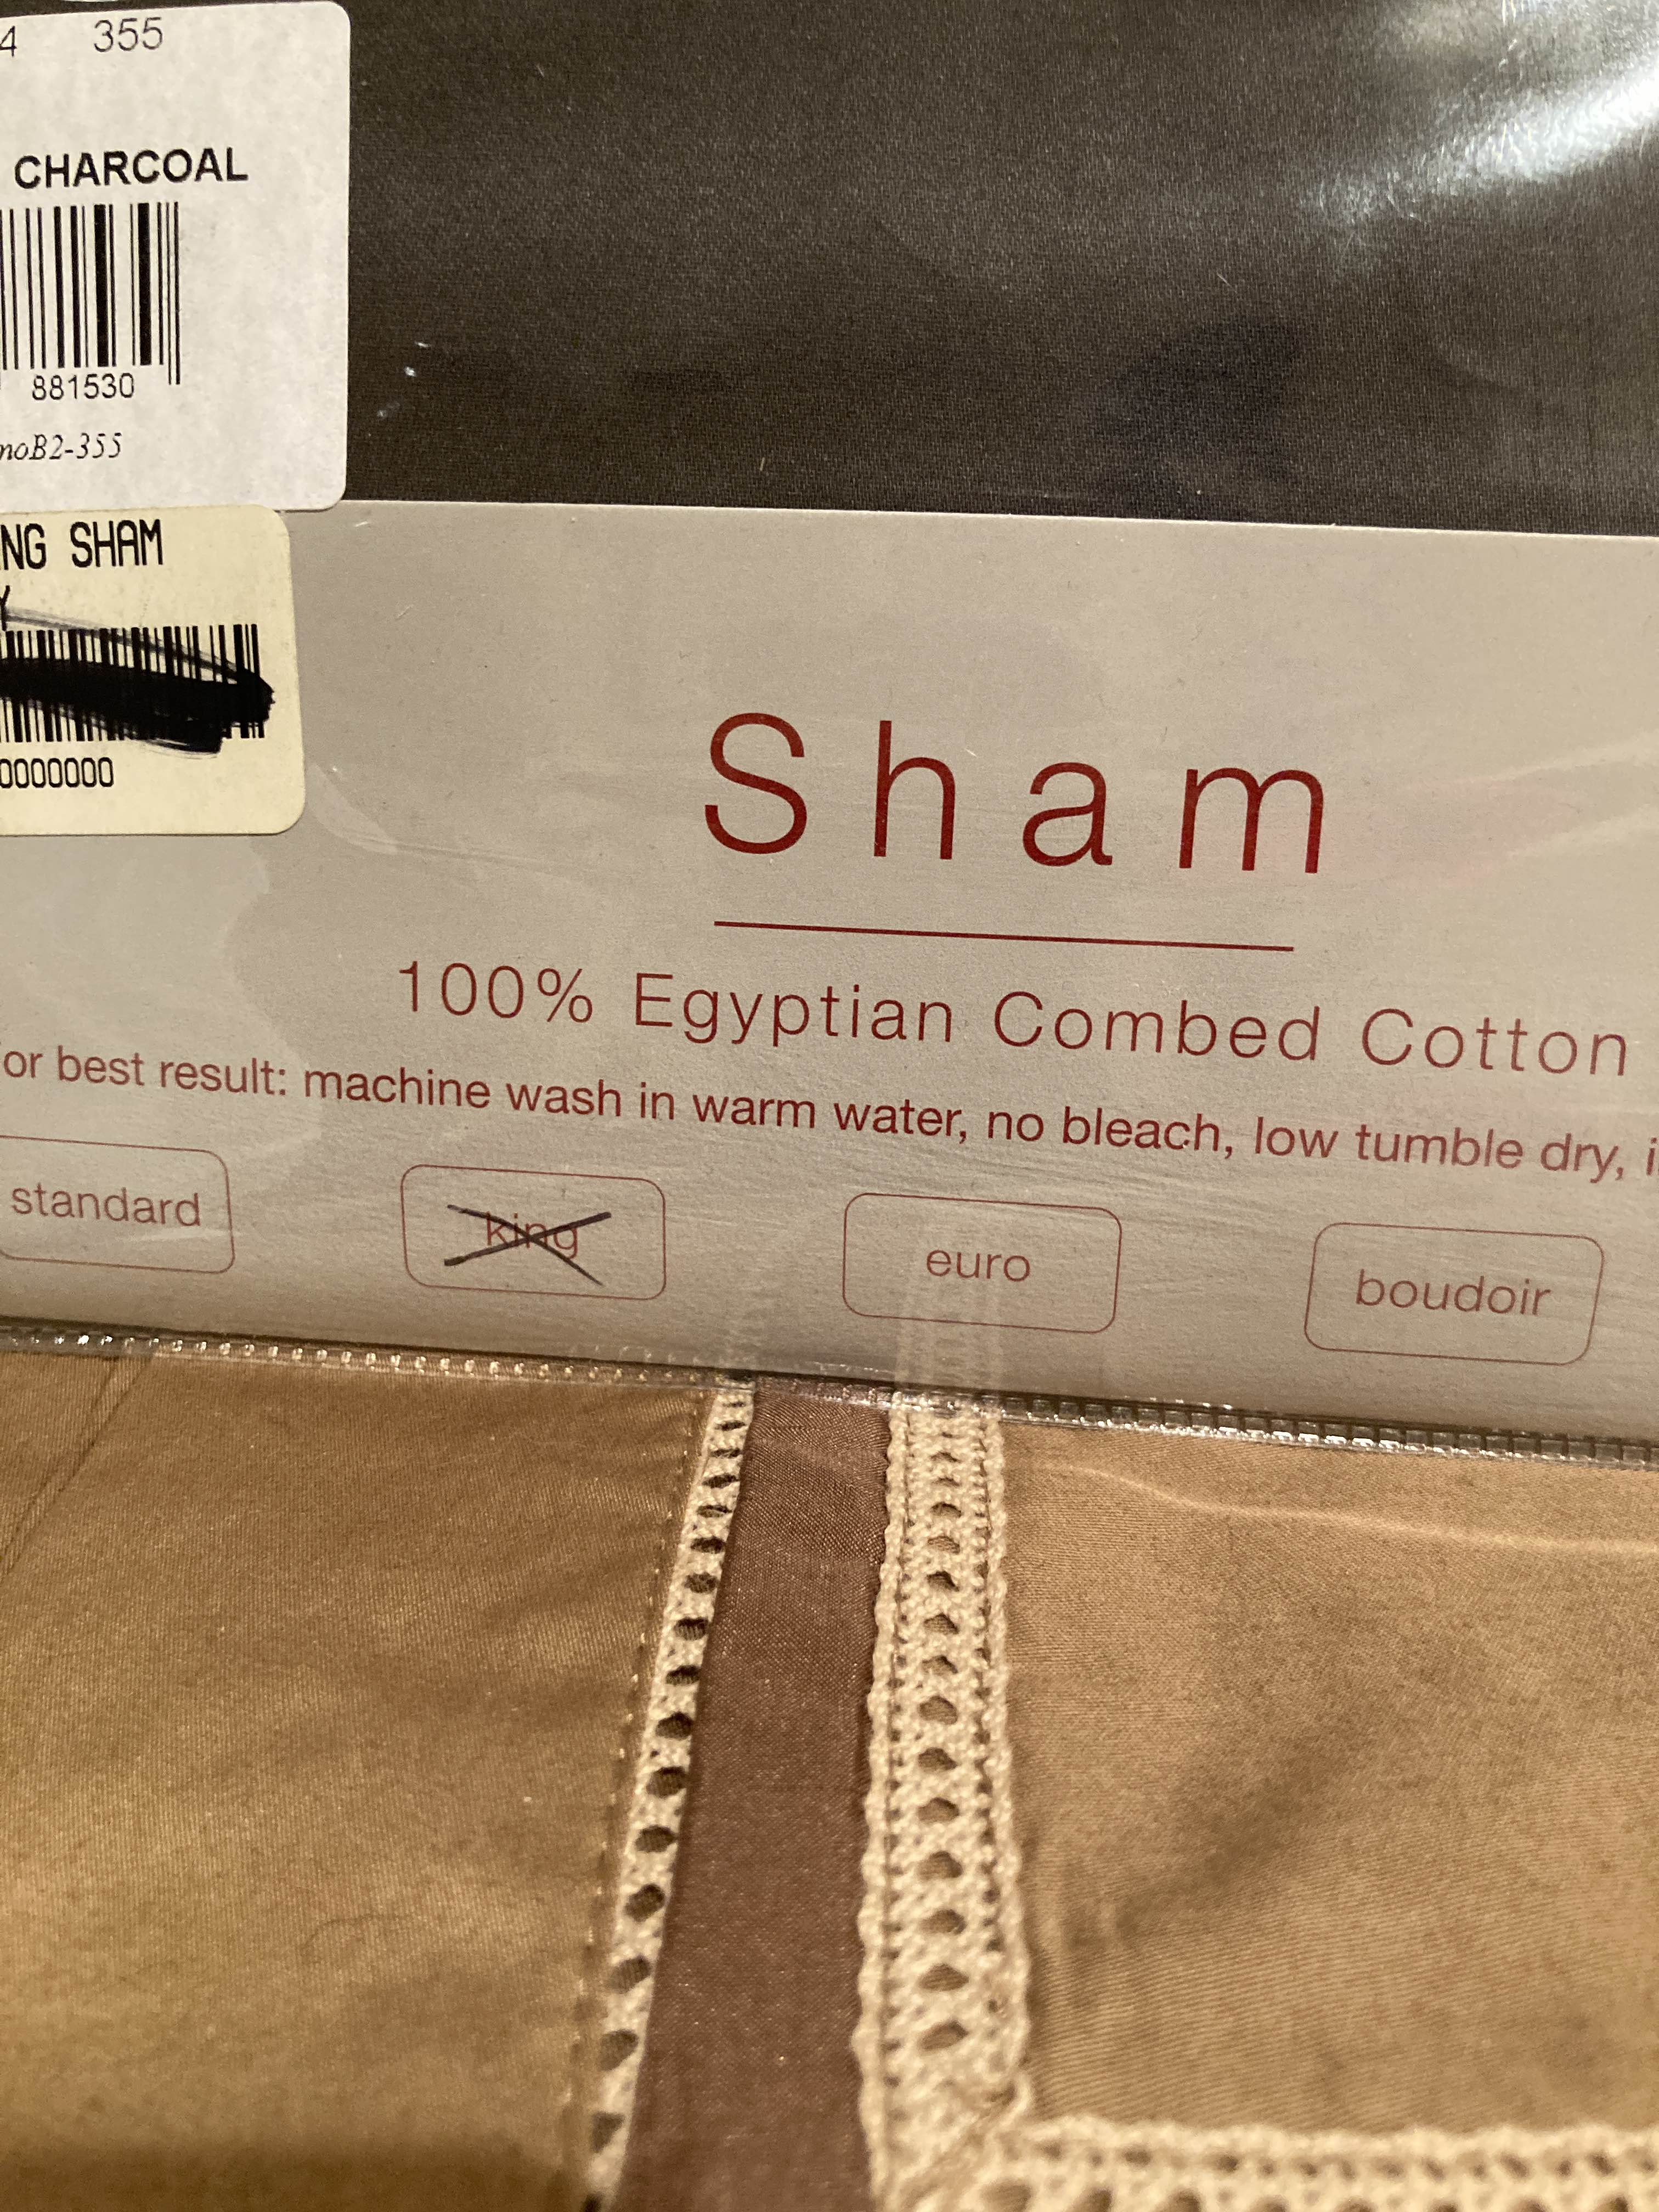 4 355
CHARCOAL
881530
noB2-355
NG SHAM
Y
0000000
Sham
100% Egyptian Combed Cotton
or best result: machine wash in warm water, no bleach, low tumble dry, i
standard king euro boudoir